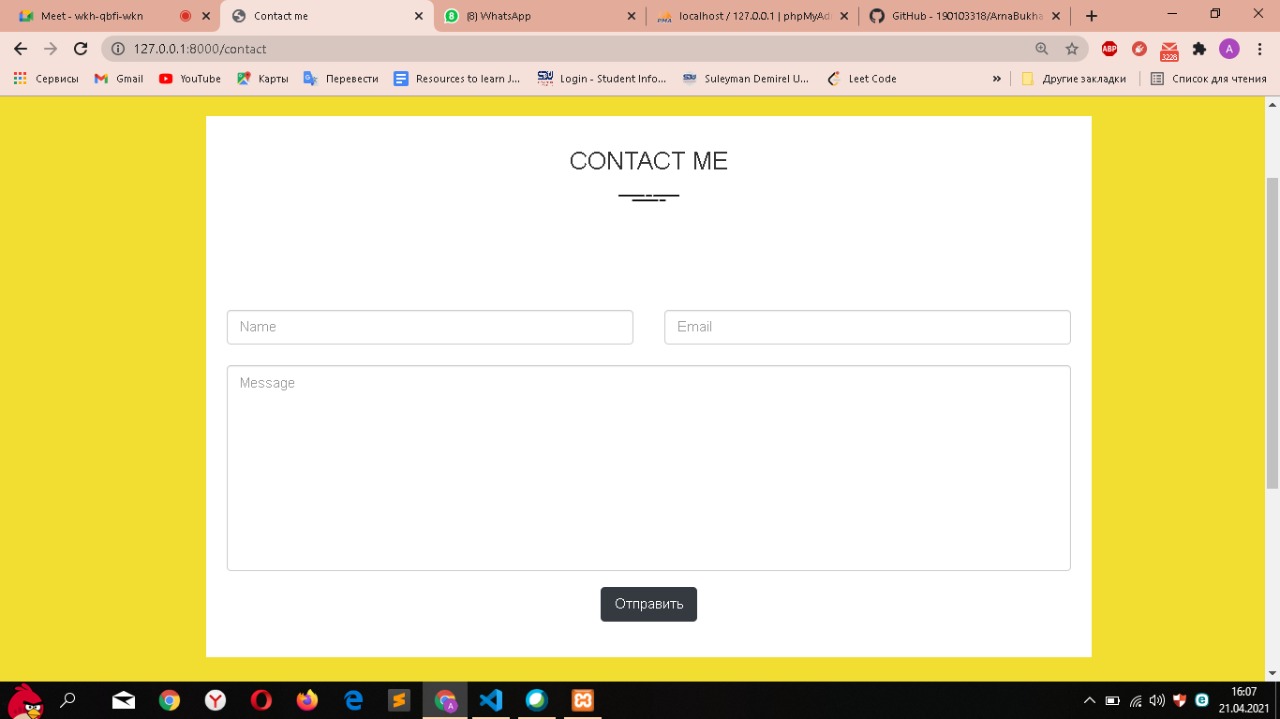 Meet - wkh-qbfi-wkn
Contact me
(8) WhatsApp
localhost / 127.0.0.1 | phpMyAd
GitHub - 190103318/ArnaBukha
127.0.0.1:8000/contact
ABP
3226
A
Сервисы
Gmail
YouTube
Карты
Перевести
Resources to learn J...
Login - Student Info...
Suleyman Demirel U...
Leet Code
»
Другие закладки
Список для чтения
CONTACT ME
Name
Email
Message
Отправить
16:07
21.04.2021